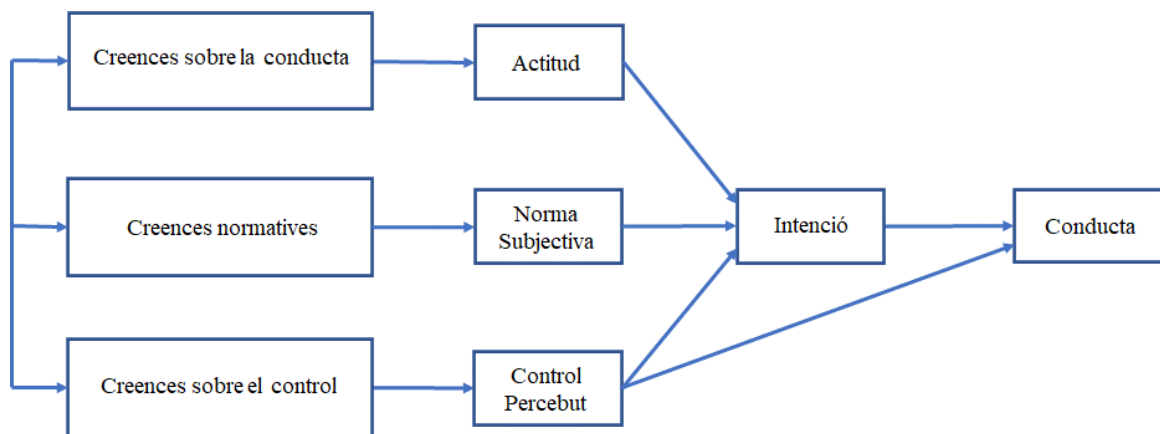 Creences sobre la conducta
Actitud
Creences normatives
Norma
Subjectiva
Intenció
Conducta
Creences sobre el control
Control
Percebut